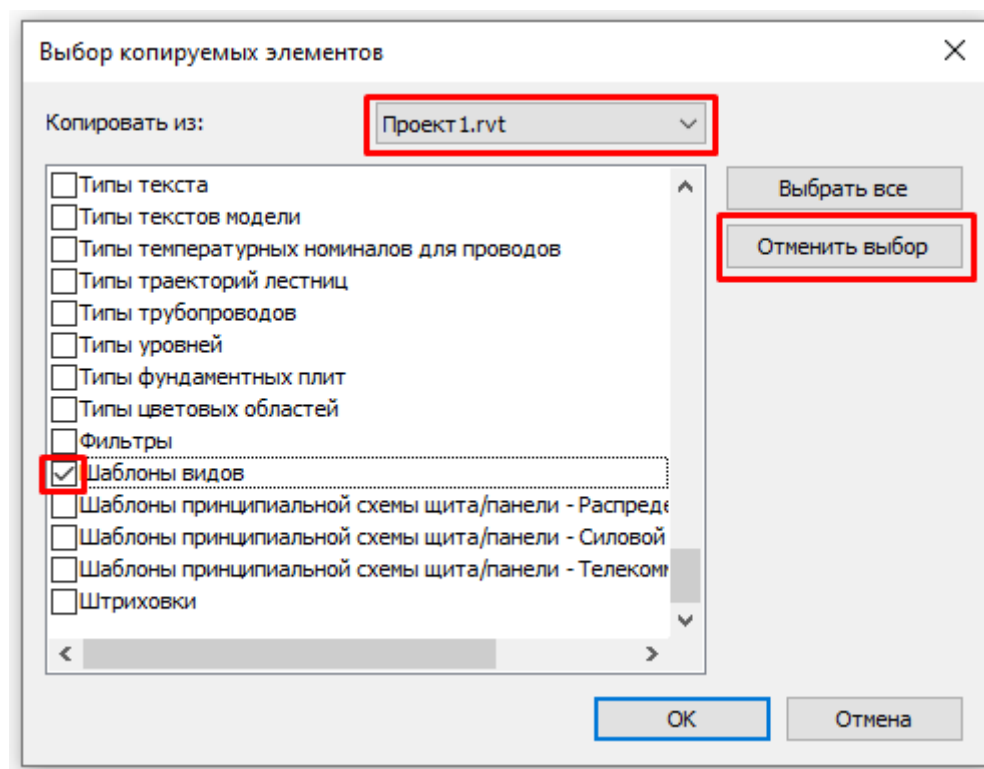 Выбор копируемых элементов
Копировать из:
Проект1.rvt
Типы текста
Типы текстов модели
Типы температурных номиналов для проводов
Типы траекторий лестниц
Типы трубопроводов
Типы уровней
Типы фундаментных плит
Типы цветовых областей
Фильтры
Шаблоны видов
Шаблоны принципиальной схемы щита/панели - Распреде
Шаблоны принципиальной схемы щита/панели - Силовой
Шаблоны принципиальной схемы щита/панели - Телеком
Штриховки
Выбрать все
Отменить выбор
OK
Отмена